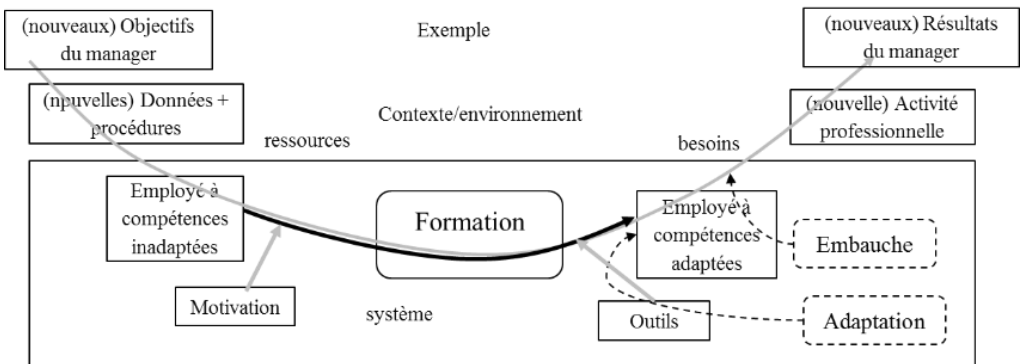 (nouveaux) Objectifs
du manager
Exemple
(nouveaux) Résultats
du manager
(nouvelles) Données +
procédures
Contexte/environnement
(nouvelle) Activité
professionnelle
ressources
besoins
Employé à
compétences
inadaptées
Formation
Employé à
compétences
adaptées
Embauche
Motivation
système
Outils
Adaptation